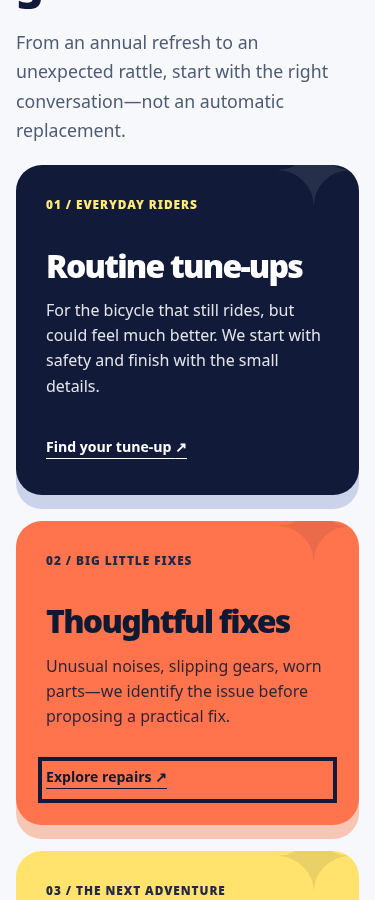 From an annual refresh to an
unexpected rattle, start with the right
conversation—not an automatic
replacement.
01 / EVERYDAY RIDERS
Routine tune-ups
For the bicycle that still rides, but
could feel much better. We start with
safety and finish with the small
details.
Find your tune-up ↗
02 / BIG LITTLE FIXES
Thoughtful fixes
Unusual noises, slipping gears, worn
parts—we identify the issue before
proposing a practical fix.
Explore repairs ↗
03 / THE NEXT ADVENTURE